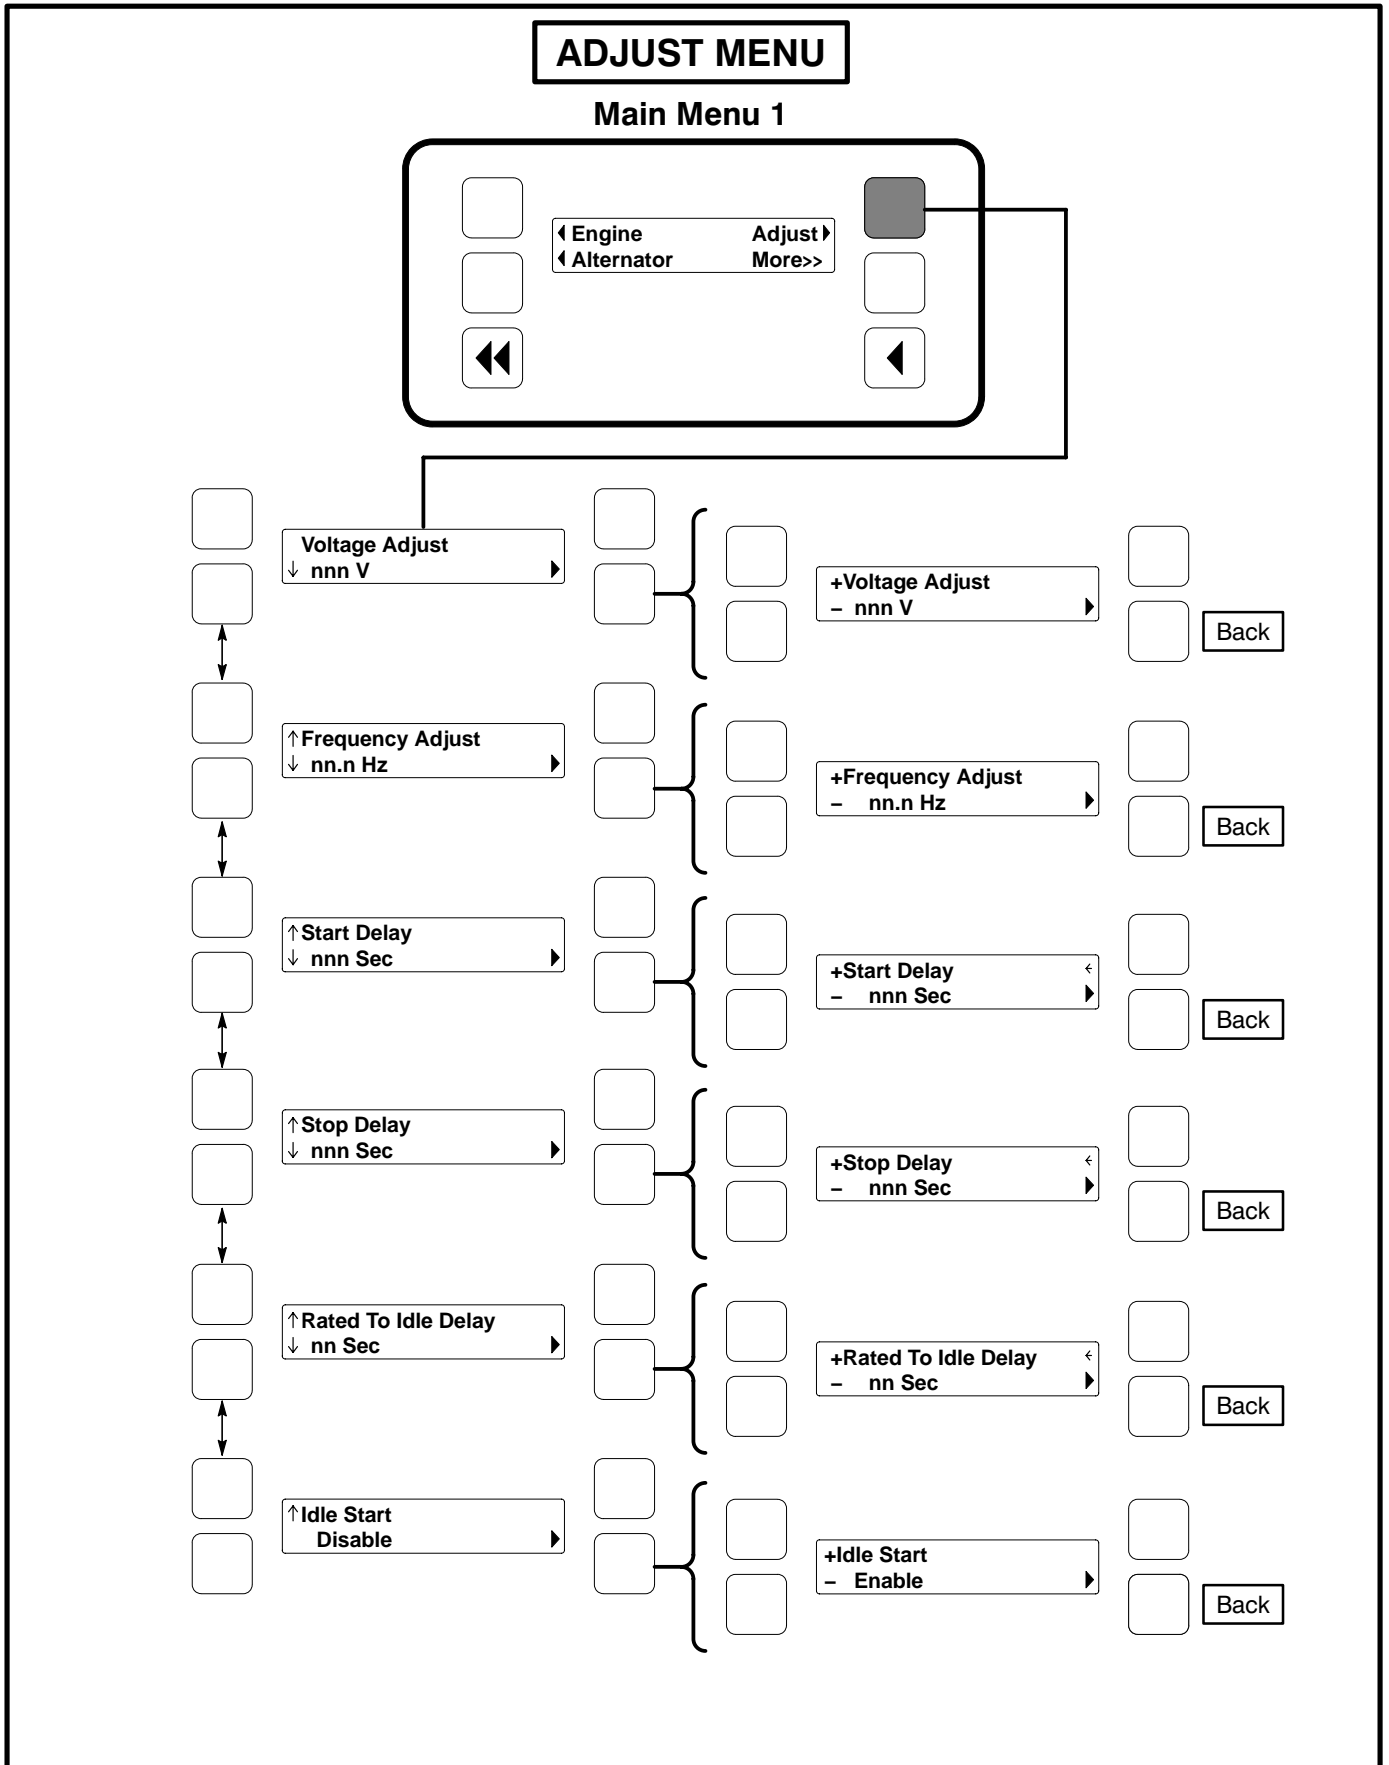 ADJUST MENU
Main Menu 1
Engine Adjust
Alternator More>>
Voltage Adjust
↓ nnn V
+Voltage Adjust
– nnn V
Back
↑Frequency Adjust
↓ nn.n Hz
+Frequency Adjust
– nn.n Hz
Back
↑Start Delay
↓ nnn Sec
+Start Delay ←
– nnn Sec
Back
↑Stop Delay
↓ nnn Sec
+Stop Delay ←
– nnn Sec
Back
↑Rated To Idle Delay
↓ nn Sec
+Rated To Idle Delay ←
– nn Sec
Back
↑Idle Start
Disable
+Idle Start
– Enable
Back